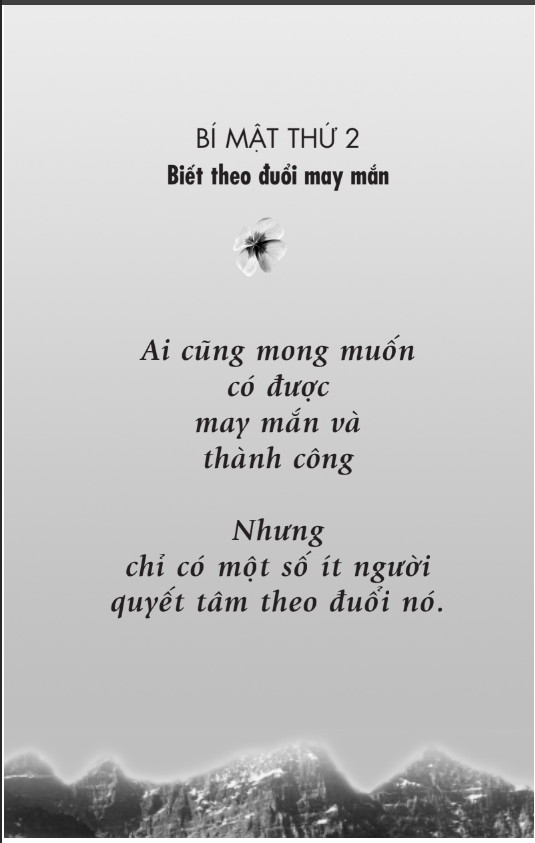 BÍ MẬT THỨ 2
Biết theo đuổi may mắn
Ai cũng mong muốn
có được
may mắn và
thành công
Nhưng
chỉ có một số ít người
quyết tâm theo đuổi nó.